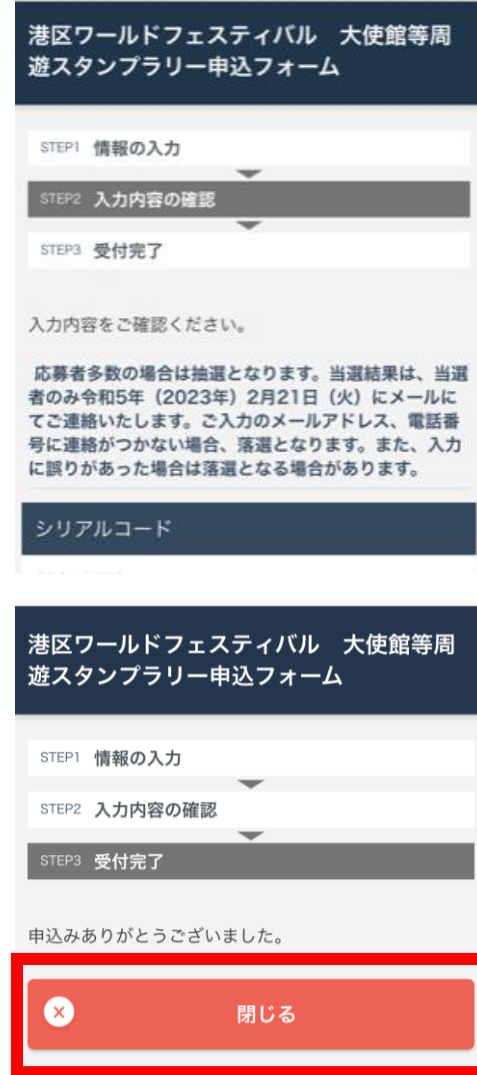 港区ワールドフェスティバル　大使館等周
遊スタンプラリー申込フォーム
STEP1 情報の入力
STEP2 入力内容の確認
STEP3 受付完了
入力内容をご確認ください。
応募者多数の場合は抽選となります。当選結果は、当選
者のみ令和5年（2023年）2月21日（火）にメールに
てご連絡いたします。ご入力のメールアドレス、電話番
号に連絡がつかない場合、落選となります。また、入力
に誤りがあった場合は落選となる場合があります。
シリアルコード
港区ワールドフェスティバル　大使館等周
遊スタンプラリー申込フォーム
STEP1 情報の入力
STEP2 入力内容の確認
STEP3 受付完了
申込みありがとうございました。
閉じる